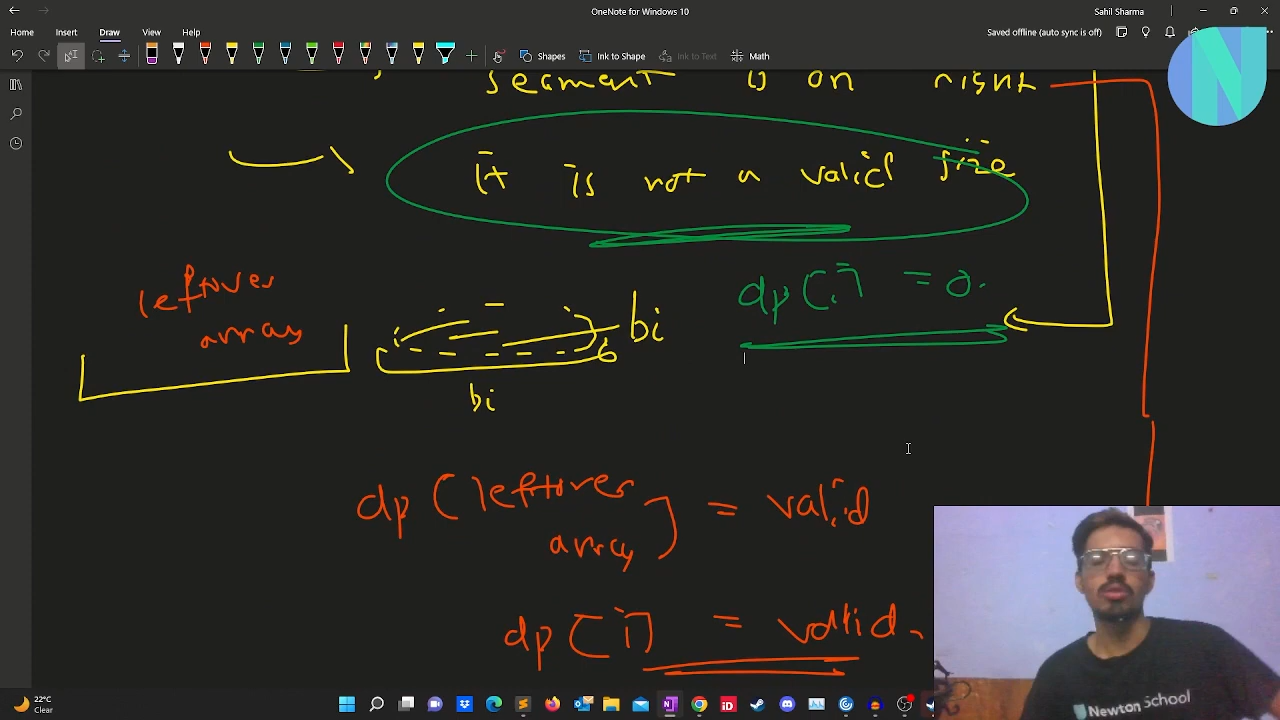 OneNote for Windows 10
Sahil Sharma
Home Insert Draw View Help
Saved offline (auto sync is off)
Shapes Ink to Shape Ink to Text Math
segment is on right
it is not a valid size
leftover
array
dp[i] = 0.
bi
bi
dp[leftover
array] = valid
dp[i] = valid.
Newton School
22°C
Clear